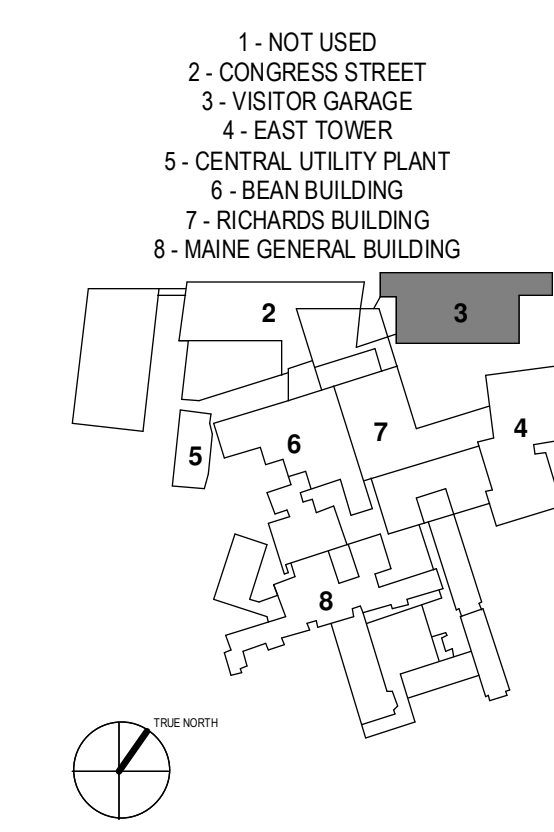 1 - NOT USED
2 - CONGRESS STREET
3 - VISITOR GARAGE
4 - EAST TOWER
5 - CENTRAL UTILITY PLANT
6 - BEAN BUILDING
7 - RICHARDS BUILDING
8 - MAINE GENERAL BUILDING
2
3
7
4
6
5
8
TRUE NORTH